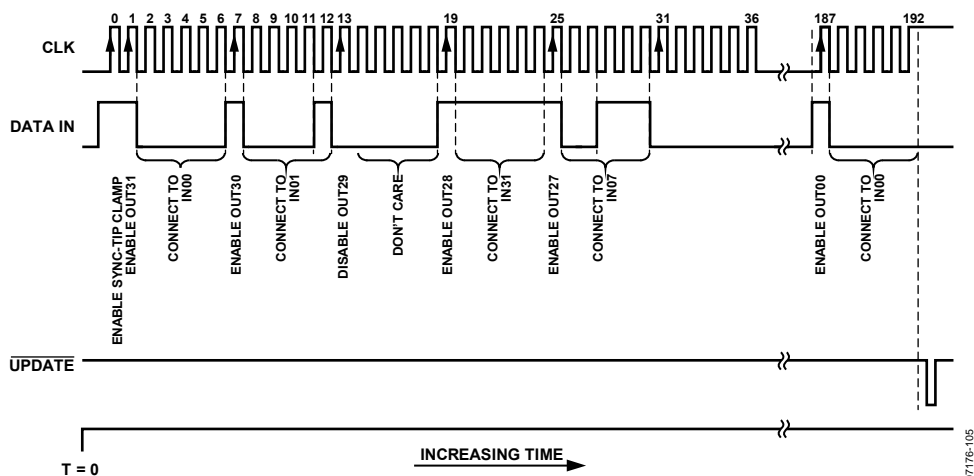 0 1 2 3 4 5 6 7 8 9 10 11 12 13 19 25 31 36 187 192
CLK
DATA IN
ENABLE SYNC-TIP CLAMP
ENABLE OUT31
CONNECT TO
IN00
ENABLE OUT30
CONNECT TO
IN01
DISABLE OUT29
DON'T CARE
ENABLE OUT28
CONNECT TO
IN31
ENABLE OUT27
CONNECT TO
IN07
ENABLE OUT00
CONNECT TO
IN00
UPDATE
T = 0
INCREASING TIME
7176-105